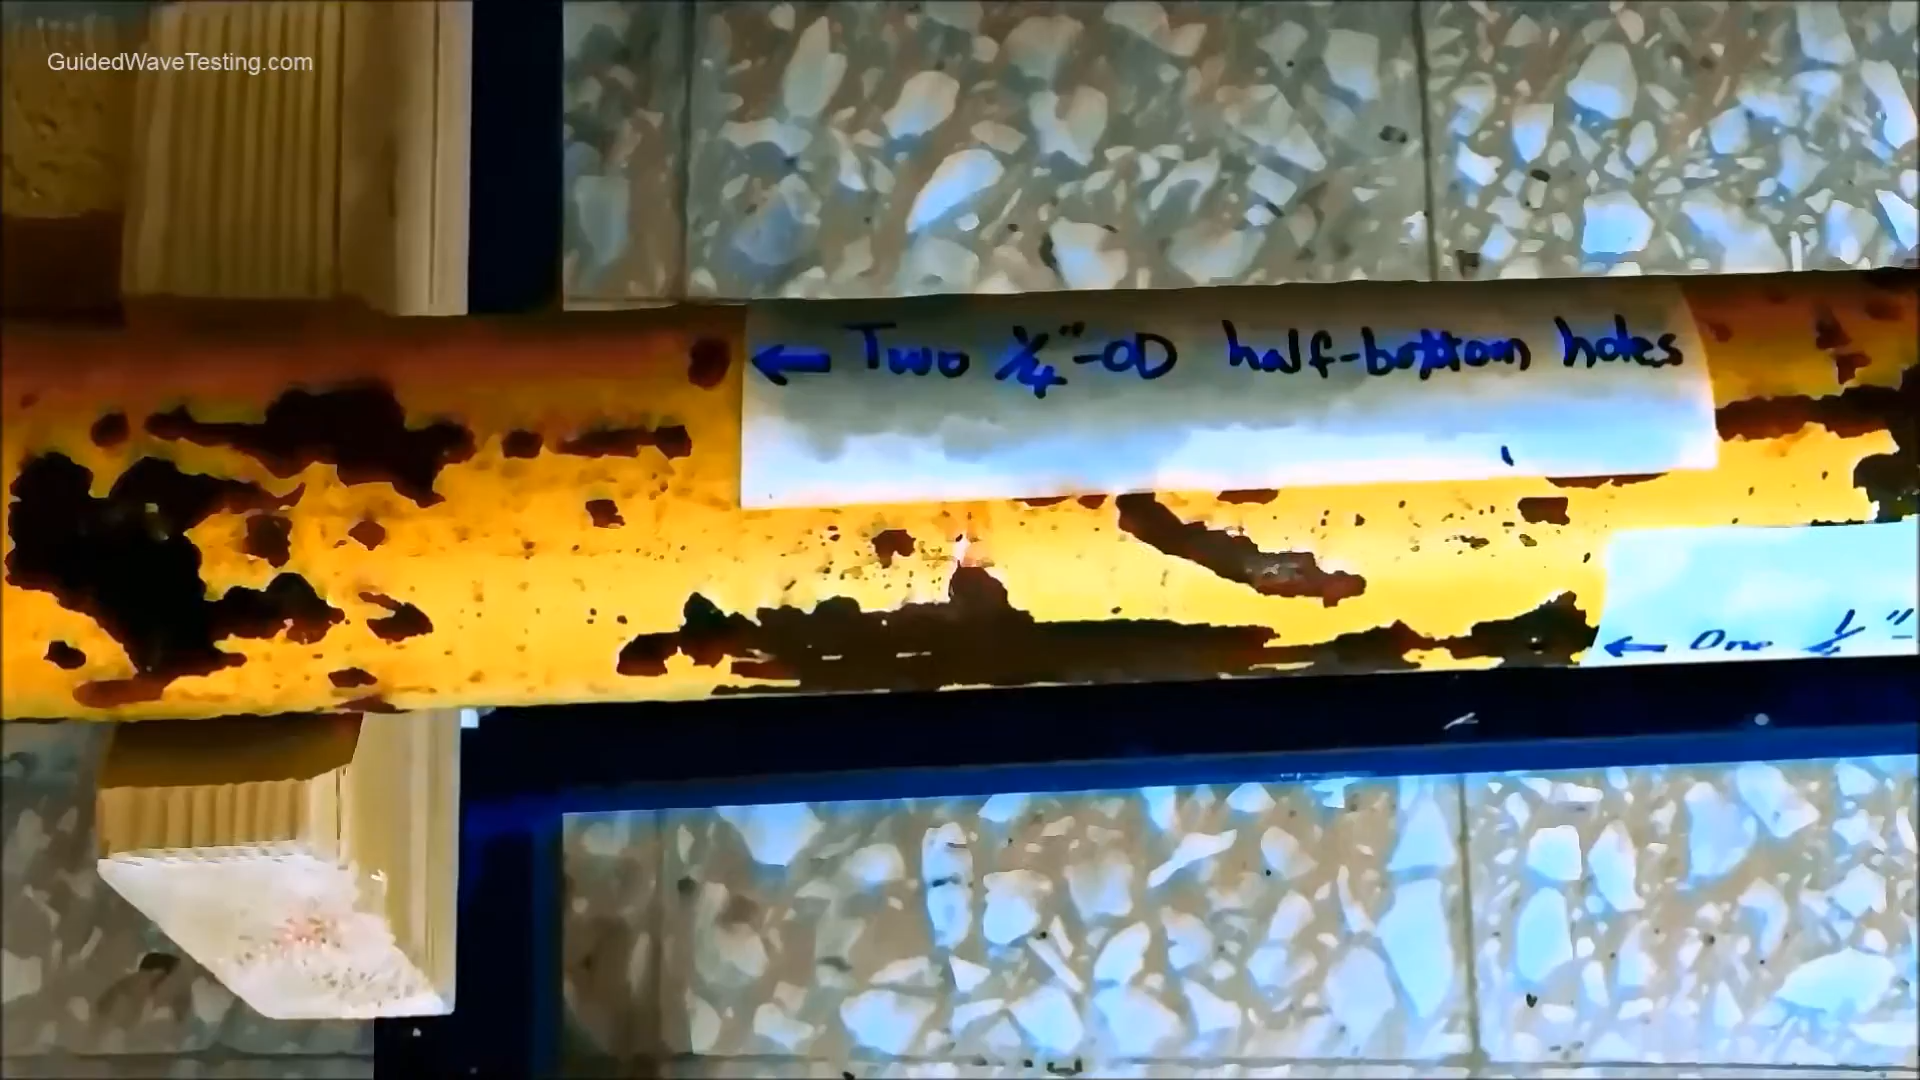 GuidedWaveTesting.com
← Two 1/4"-OD half-bottom holes
← One